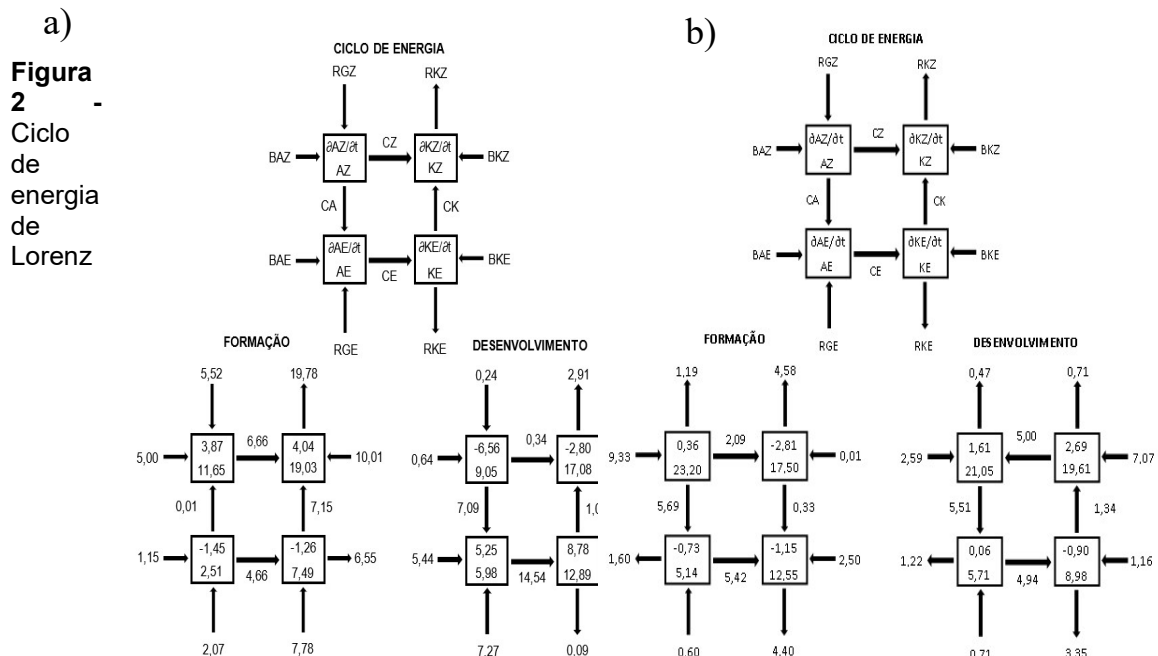 a)
Figura
2 -
Ciclo
de
energia
de
Lorenz
CICLO DE ENERGIA
RGZ RKZ
BAZ ∂AZ/∂t CZ ∂KZ/∂t BKZ
AZ KZ
CA CK
BAE ∂AE/∂t CE ∂KE/∂t BKE
AE KE
RGE RKE
FORMAÇÃO
5,52 19,78
5,00 3,87 6,66 4,04 10,01
11,65 19,03
0,01 7,15
1,15 -1,45 4,66 -1,26 6,55
2,51 7,49
2,07 7,78
DESENVOLVIMENTO
0,24 2,91
0,64 -6,56 0,34 -2,80
9,05 17,08
7,09
5,44 5,25 14,54 8,78
5,98 12,89
7,27 0,09
b)
CICLO DE ENERGIA
RGZ RKZ
BAZ ∂AZ/∂t CZ ∂KZ/∂t BKZ
AZ KZ
CA CK
BAE ∂AE/∂t CE ∂KE/∂t BKE
AE KE
RGE RKE
FORMAÇÃO
1,19 4,58
9,33 0,36 2,09 -2,81 0,01
23,20 17,50
5,69 0,33
1,60 -0,73 5,42 -1,15 2,50
5,14 12,55
0,60 4,40
DESENVOLVIMENTO
0,47 0,71
2,59 1,61 5,00 2,69 7,07
21,05 19,61
5,51 1,34
1,22 0,06 4,94 -0,90 1,16
5,71 8,98
0,71 3,35